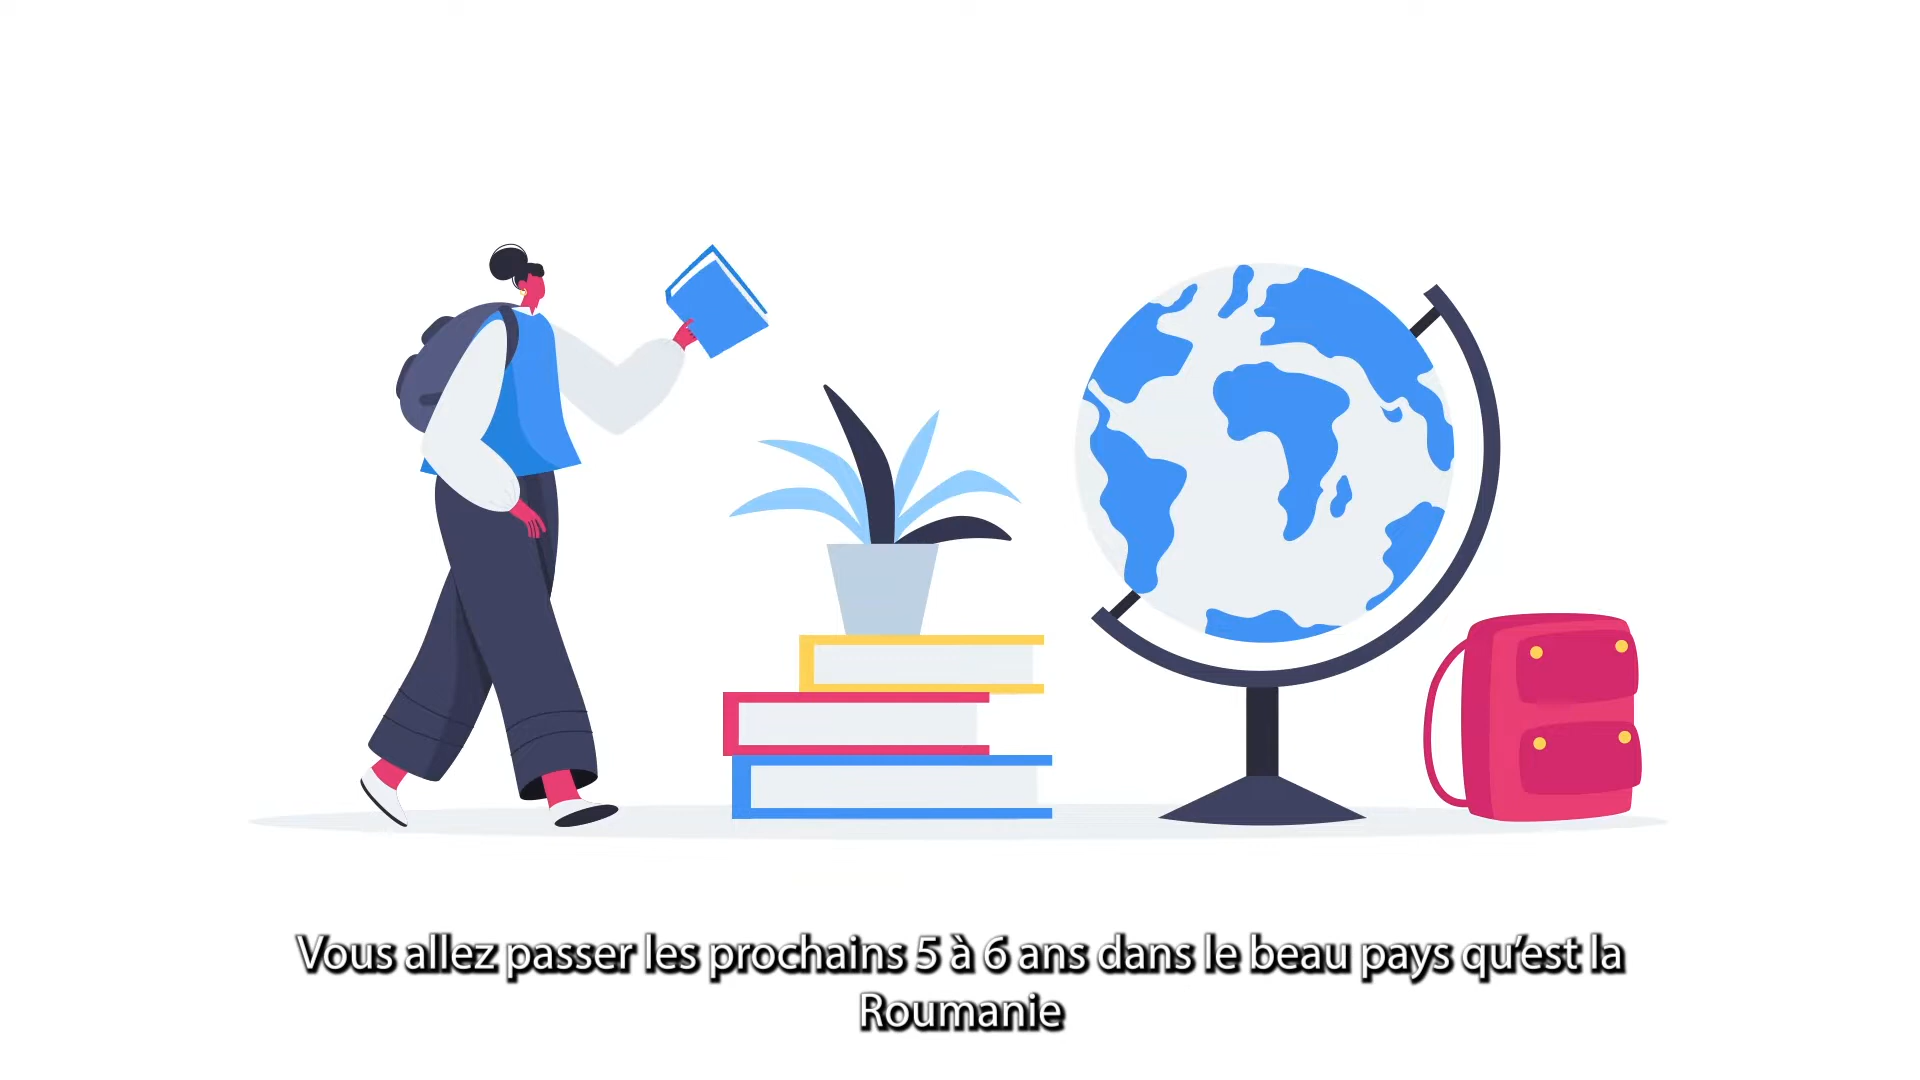 Vous allez passer les prochains 5 à 6 ans dans le beau pays qu’est la
Roumanie